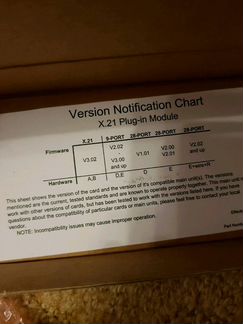 Version Notification Chart
X.21 Plug-in Module
X.21 9-PORT 28-PORT 28-PORT 28-PORT
Firmware V2.02 V2.00 V2.02
V3.02 V3.00 V1.01 V2.01 and up
and up
Hardware A,B D,E D E
This sheet shows the version of the card and the version of it's compatible main unit(s). The versions
mentioned are the current, tested standards and are known to operate properly together. This main unit
work with other versions of cards, but has been tested to work with the versions listed here. If you have
questions about the compatibility of particular cards or main units, please feel free to contact your local
vendor.
NOTE: Incompatibility issues may cause improper operation.
Part